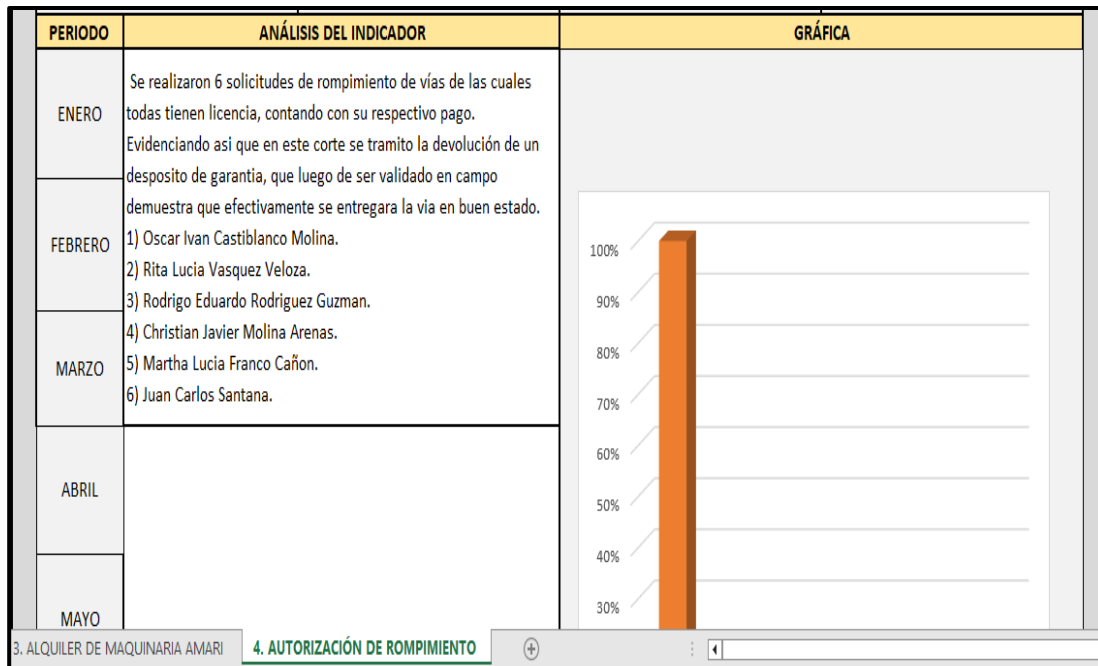 PERIODO ANÁLISIS DEL INDICADOR GRÁFICA
ENERO
FEBRERO
MARZO
ABRIL
MAYO
Se realizaron 6 solicitudes de rompimiento de vías de las cuales
todas tienen licencia, contando con su respectivo pago.
Evidenciando asi que en este corte se tramito la devolución de un
desposito de garantia, que luego de ser validado en campo
demuestra que efectivamente se entregara la via en buen estado.
1) Oscar Ivan Castiblanco Molina.
2) Rita Lucia Vasquez Veloza.
3) Rodrigo Eduardo Rodriguez Guzman.
4) Christian Javier Molina Arenas.
5) Martha Lucia Franco Cañon.
6) Juan Carlos Santana.
100%
90%
80%
70%
60%
50%
40%
30%
3. ALQUILER DE MAQUINARIA AMARI 4. AUTORIZACIÓN DE ROMPIMIENTO